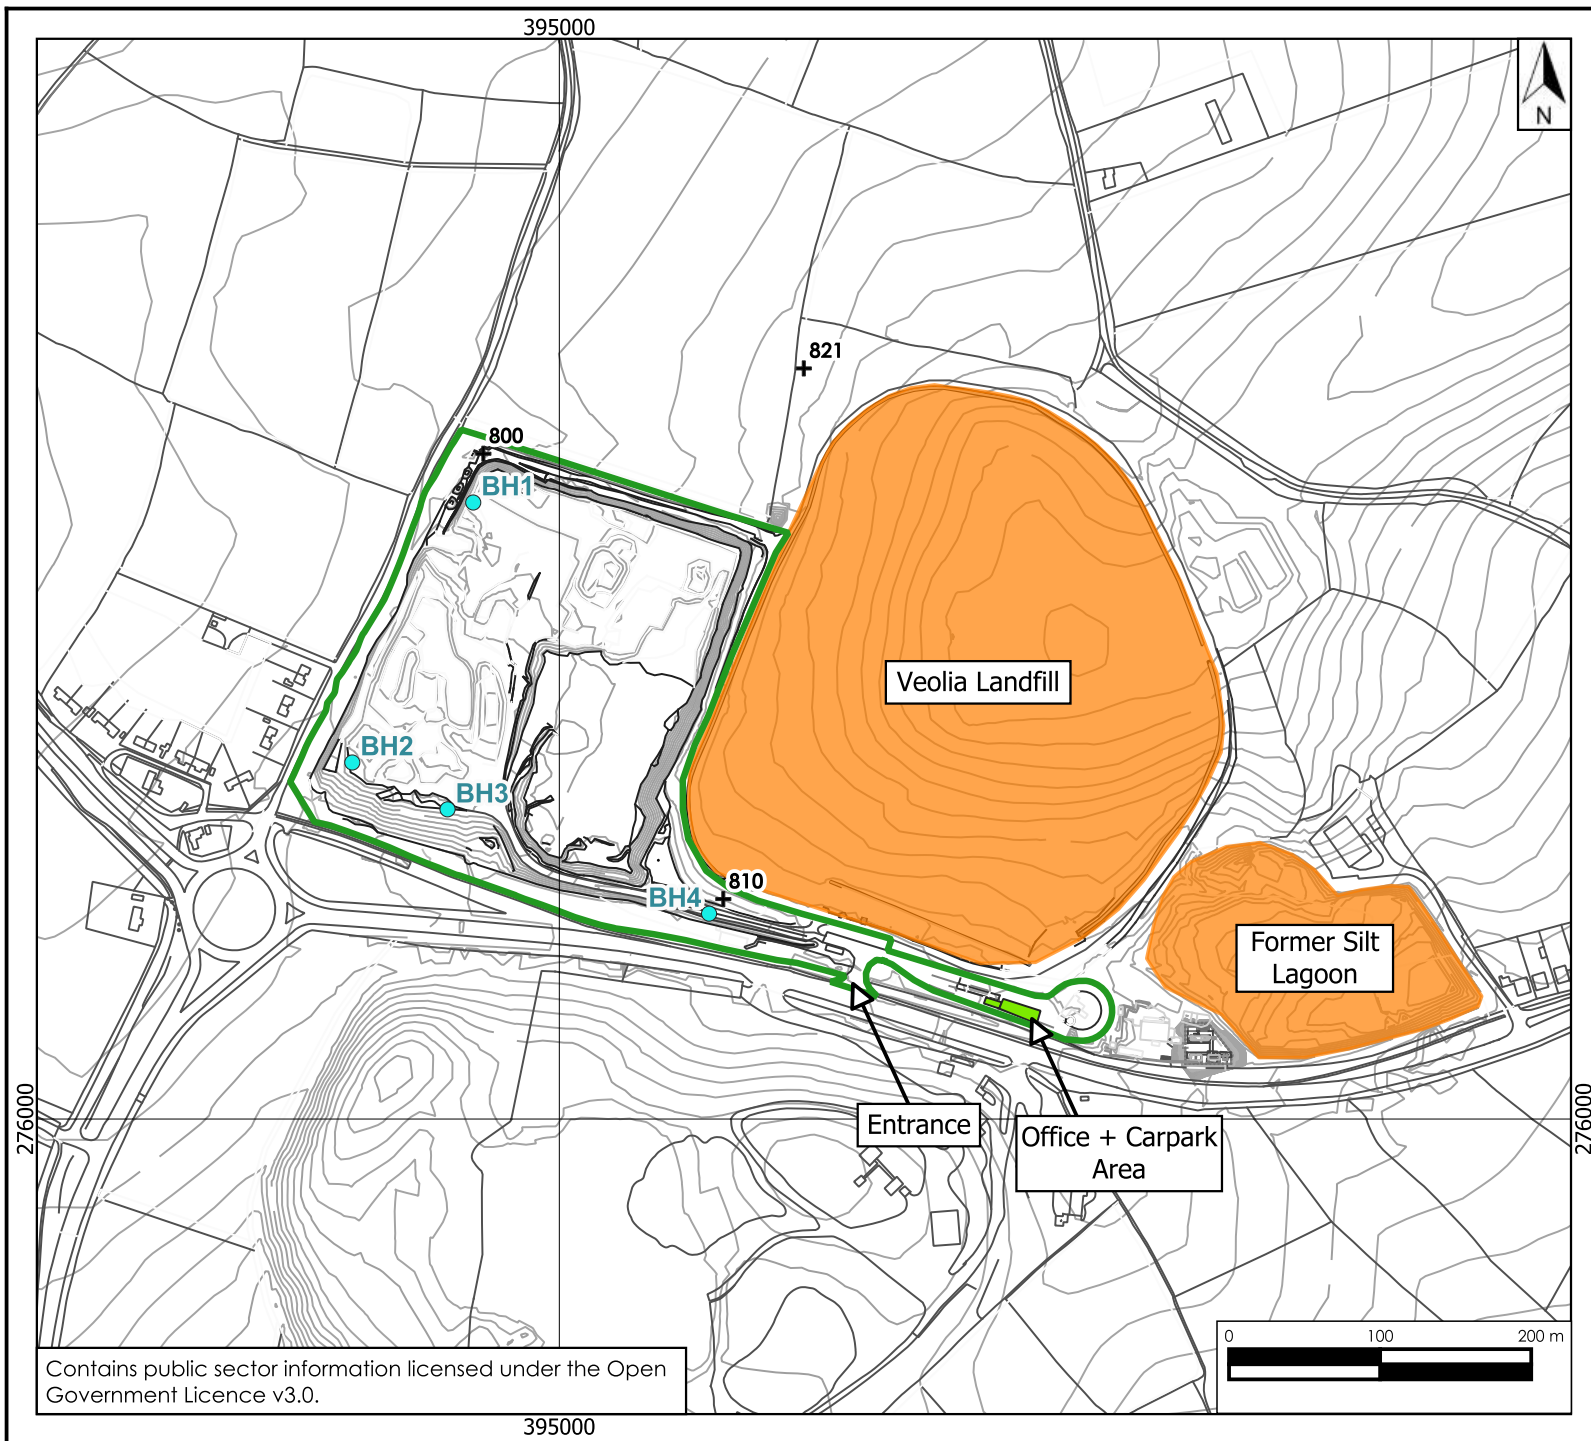 395000
N
821
800
BH1
Veolia Landfill
BH2
BH3
810
BH4
Former Silt
Lagoon
276000
276000
Entrance
Office + Carpark
Area
0 100 200 m
Contains public sector information licensed under the Open
Government Licence v3.0.
395000